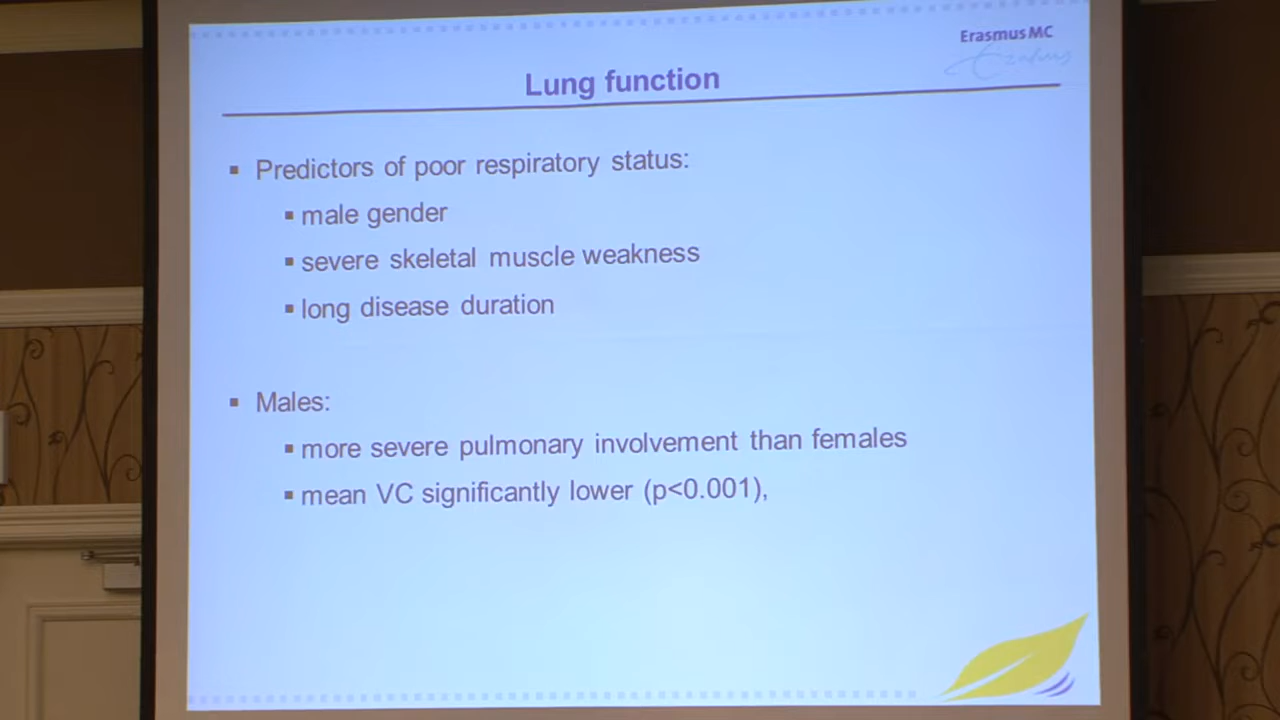 Erasmus MC
Erasmus
Lung function
▪ Predictors of poor respiratory status:
▪ male gender
▪ severe skeletal muscle weakness
▪ long disease duration
▪ Males:
▪ more severe pulmonary involvement than females
▪ mean VC significantly lower (p<0.001),